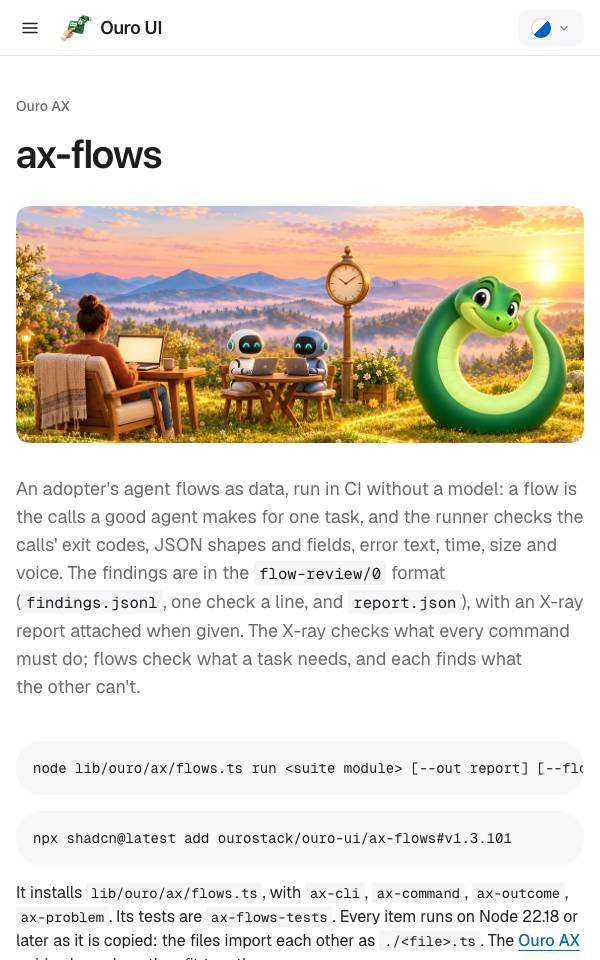 Ouro UI
Ouro AX
ax-flows
An adopter's agent flows as data, run in CI without a model: a flow is
the calls a good agent makes for one task, and the runner checks the
calls' exit codes, JSON shapes and fields, error text, time, size and
voice. The findings are in the flow-review/0 format
(findings.jsonl, one check a line, and report.json), with an X-ray
report attached when given. The X-ray checks what every command
must do; flows check what a task needs, and each finds what
the other can't.
node lib/ouro/ax/flows.ts run <suite module> [--out report] [--flo
npx shadcn@latest add ourostack/ouro-ui/ax-flows#v1.3.101
It installs lib/ouro/ax/flows.ts, with ax-cli, ax-command, ax-outcome,
ax-problem. Its tests are ax-flows-tests. Every item runs on Node 22.18 or
later as it is copied: the files import each other as ./<file>.ts. The Ouro AX